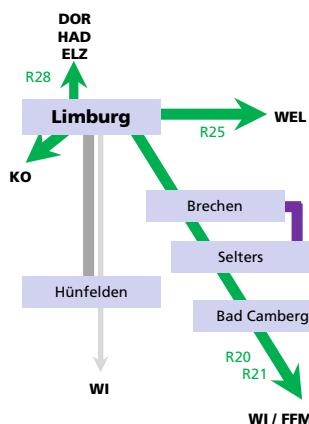 DOR
HAD
ELZ
R28
Limburg
WEL
R25
KO
Brechen
Selters
Hünfelden
Bad Camberg
R20
R21
WI
WI / FFM